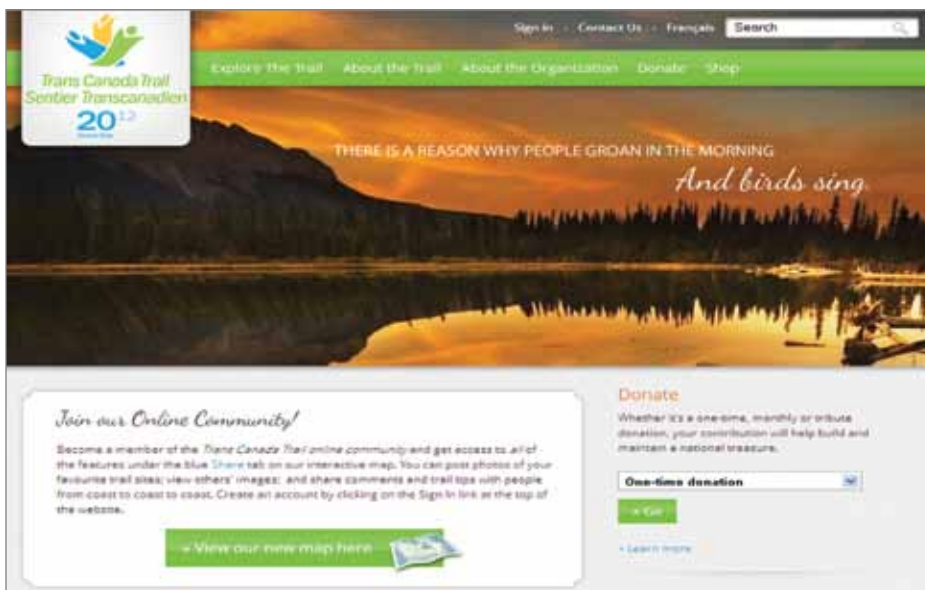 Sign In · Contact Us · Français Search
Trans Canada Trail
Sentier Transcanadien
2012
Explore The Trail About the Trail About the Organization Donate Shop
THERE IS A REASON WHY PEOPLE GROAN IN THE MORNING
And birds sing.
Join our Online Community!
Become a member of the Trans Canada Trail online community and get access to all of
the features under the blue Share tab on our interactive map. You can post photos of your
favourite trail sites; view others' images; and share comments and trail tips with people
from coast to coast to coast. Create an account by clicking on the Sign In link at the top of
the website.
» View our new map here
Donate
Whether it's a one-time, monthly or tribute
donation, your contribution will help build and
maintain a national treasure.
One-time donation
» Go
» Learn more